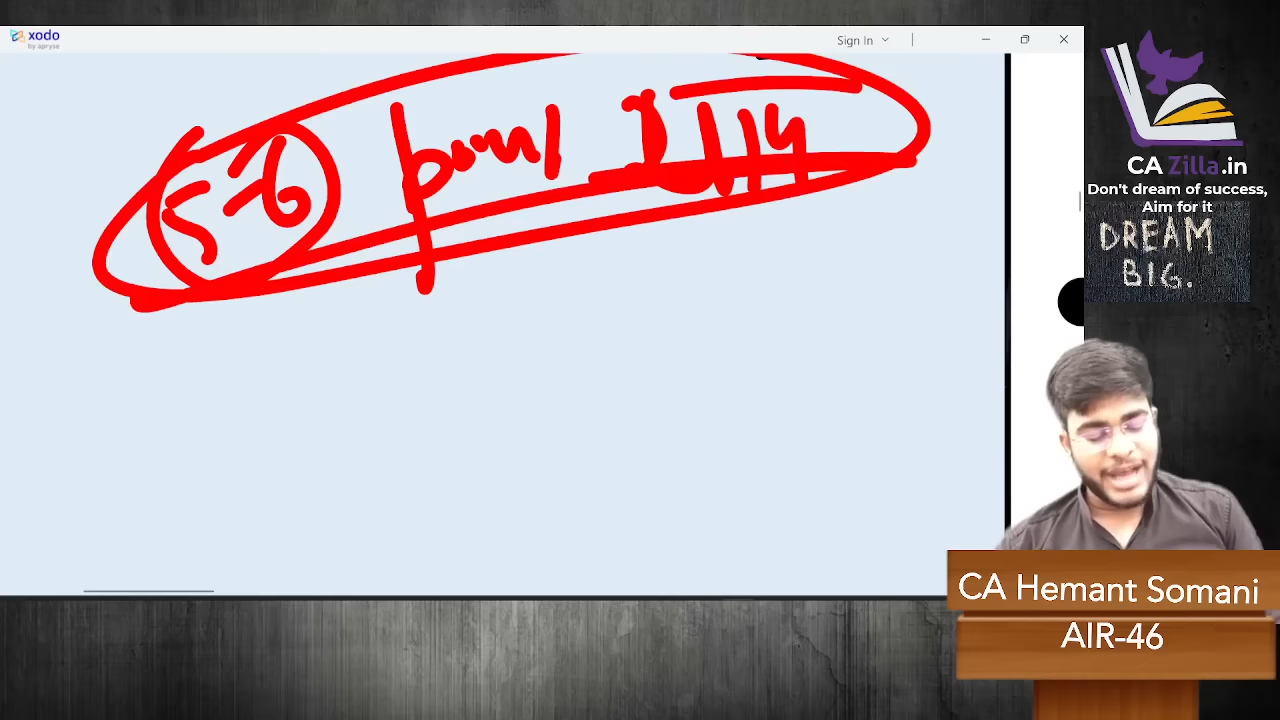 xodo
by apryse
Sign In
5-6
CA Zilla.in
Don't dream of success,
Aim for it
DREAM
BIG.
CA Hemant Somani
AIR-46